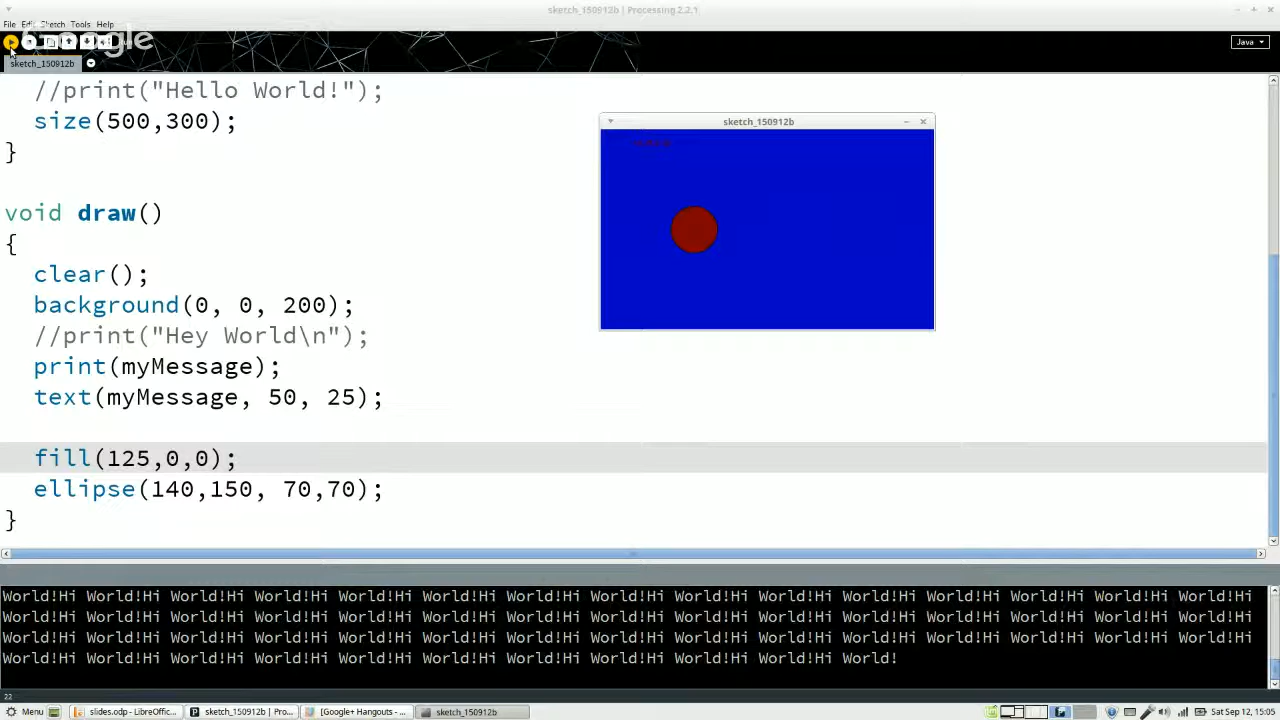 sketch_150912b | Processing 2.2.1
File Edit Sketch Tools Help
Google
Java
sketch_150912b
//print("Hello World!");
size(500,300);
}
sketch_150912b
void draw()
{
clear();
background(0, 0, 200);
//print("Hey World\n");
print(myMessage);
text(myMessage, 50, 25);
fill(125,0,0);
ellipse(140,150, 70,70);
}
World!Hi World!Hi World!Hi World!Hi World!Hi World!Hi World!Hi World!Hi World!Hi World!Hi World!Hi World!Hi World!Hi World!Hi World!Hi
World!Hi World!Hi World!Hi World!Hi World!Hi World!Hi World!Hi World!Hi World!Hi World!Hi World!Hi World!Hi World!Hi World!Hi World!Hi
World!Hi World!Hi World!Hi World!Hi World!Hi World!Hi World!Hi World!Hi World!Hi World!Hi World!Hi World!Hi World!Hi World!Hi World!Hi
World!Hi World!Hi World!Hi World!Hi World!Hi World!Hi World!Hi World!Hi World!Hi World!Hi World!
22
Menu slides.odp - LibreOffic... sketch_150912b | Pro... [Google+ Hangouts - ... sketch_150912b Sat Sep 12, 15:05